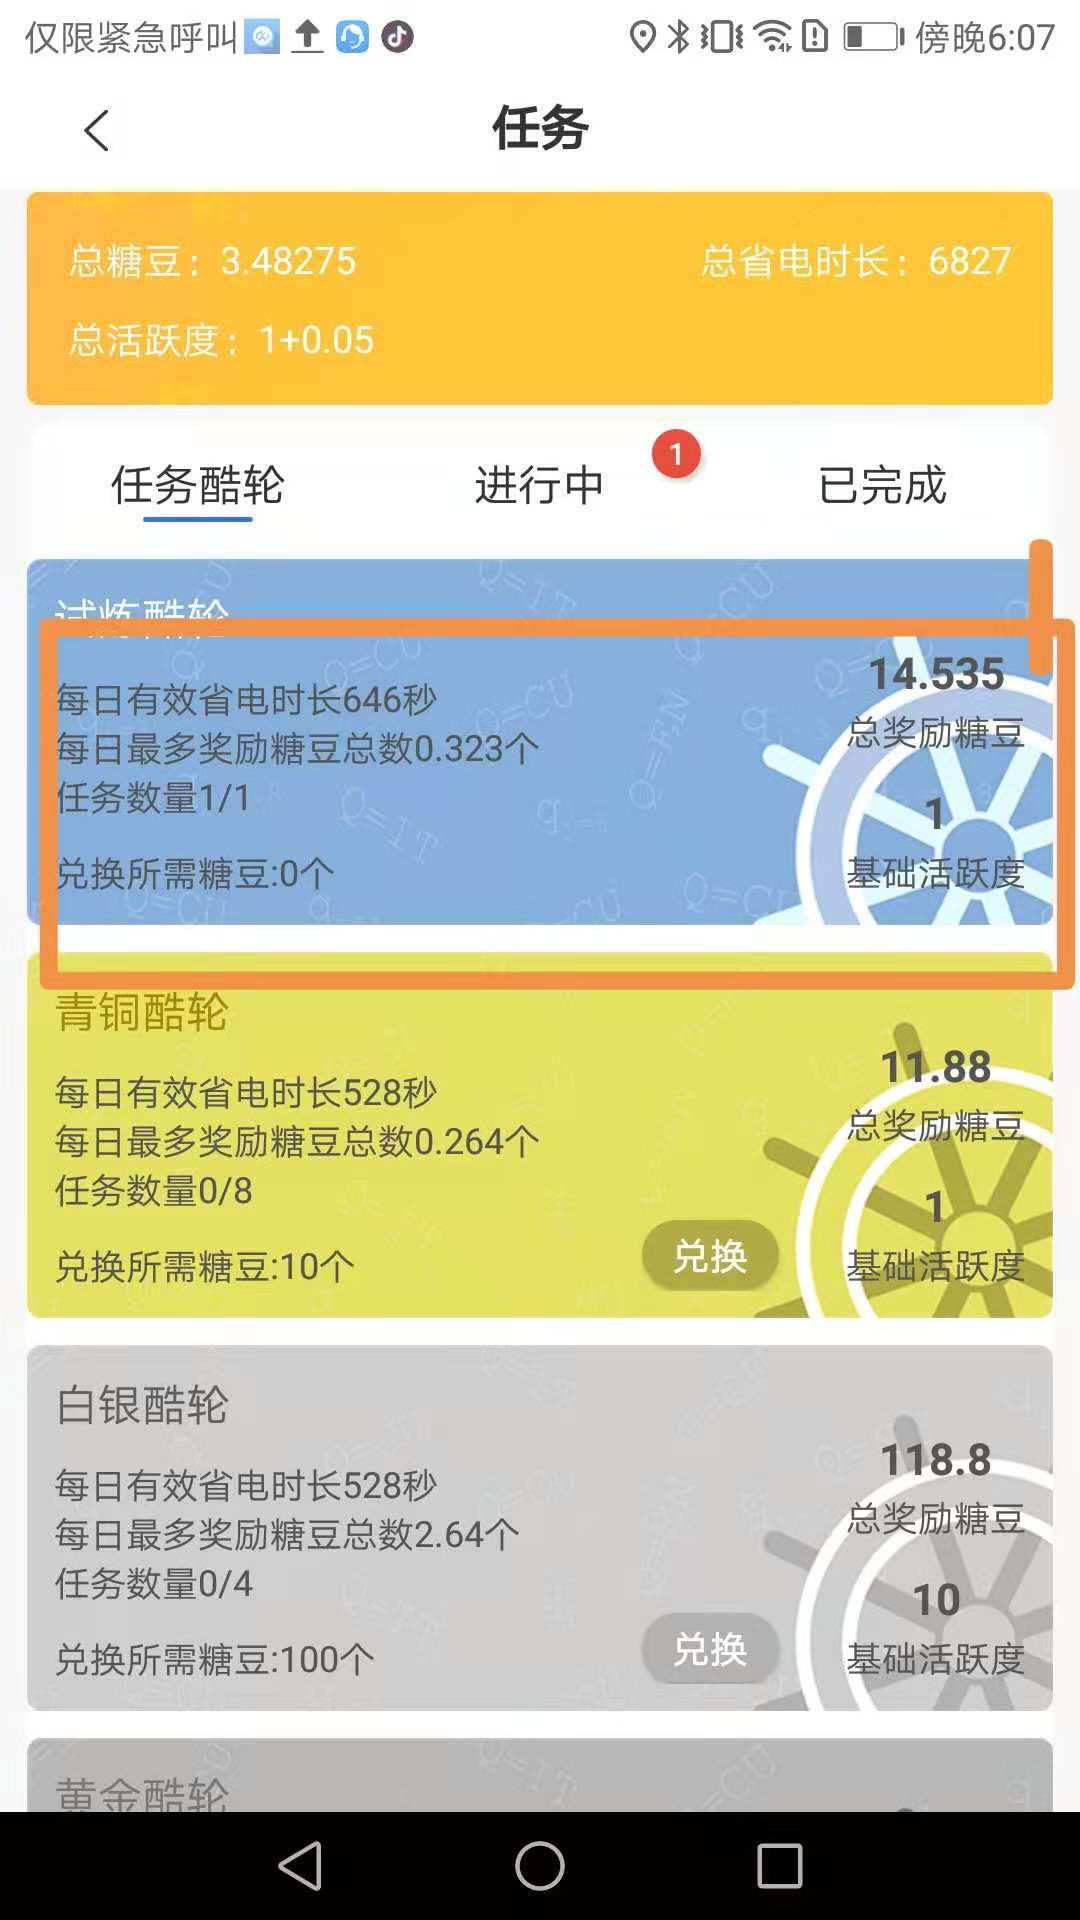 仅限紧急呼叫 傍晚6:07
任务
总糖豆：3.48275 总省电时长：6827
总活跃度：1+0.05
任务酷轮 进行中 1 已完成
试炼酷轮
14.535
每日有效省电时长646秒
总奖励糖豆
每日最多奖励糖豆总数0.323个
任务数量1/1
1
兑换所需糖豆:0个
基础活跃度
青铜酷轮
11.88
每日有效省电时长528秒
总奖励糖豆
每日最多奖励糖豆总数0.264个
任务数量0/8
1
兑换所需糖豆:10个 兑换 基础活跃度
白银酷轮
118.8
每日有效省电时长528秒
总奖励糖豆
每日最多奖励糖豆总数2.64个
任务数量0/4
10
兑换所需糖豆:100个 兑换 基础活跃度
黄金酷轮